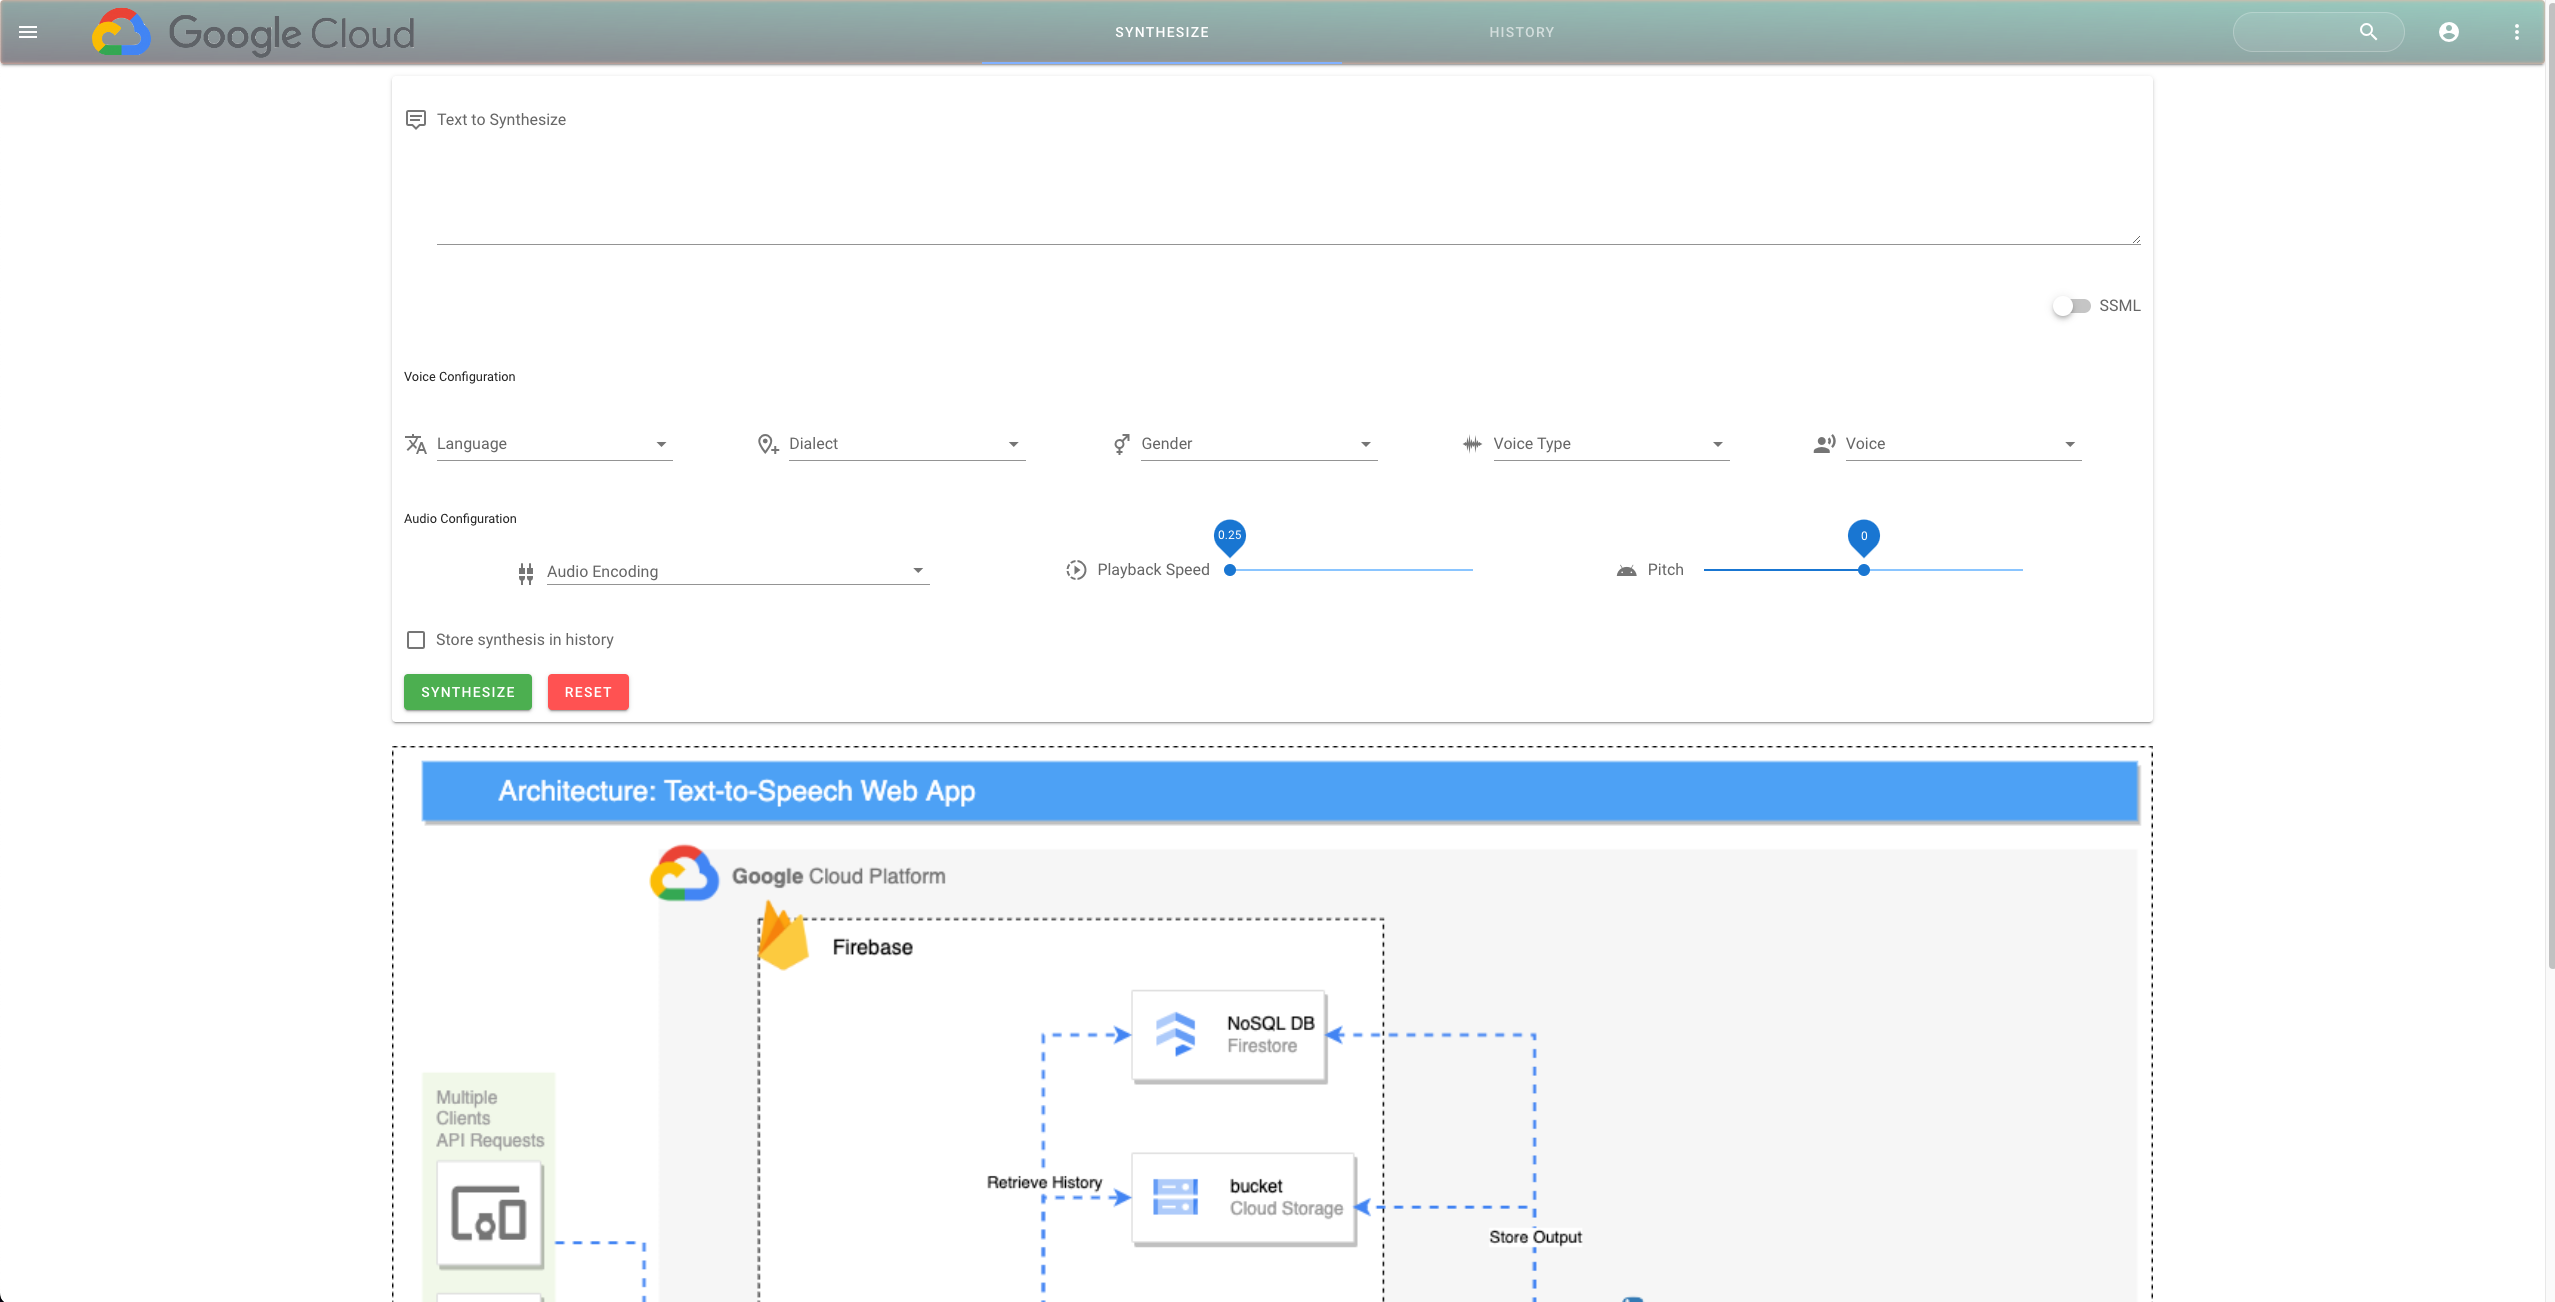 Google Cloud
SYNTHESIZE
HISTORY
Text to Synthesize
SSML
Voice Configuration
Language
Dialect
Gender
Voice Type
Voice
Audio Configuration
Audio Encoding
Playback Speed
0.25
Pitch
0
Store synthesis in history
SYNTHESIZE
RESET
Architecture: Text-to-Speech Web App
Google Cloud Platform
Firebase
NoSQL DB
Firestore
Multiple
Clients
API Requests
Retrieve History
bucket
Cloud Storage
Store Output